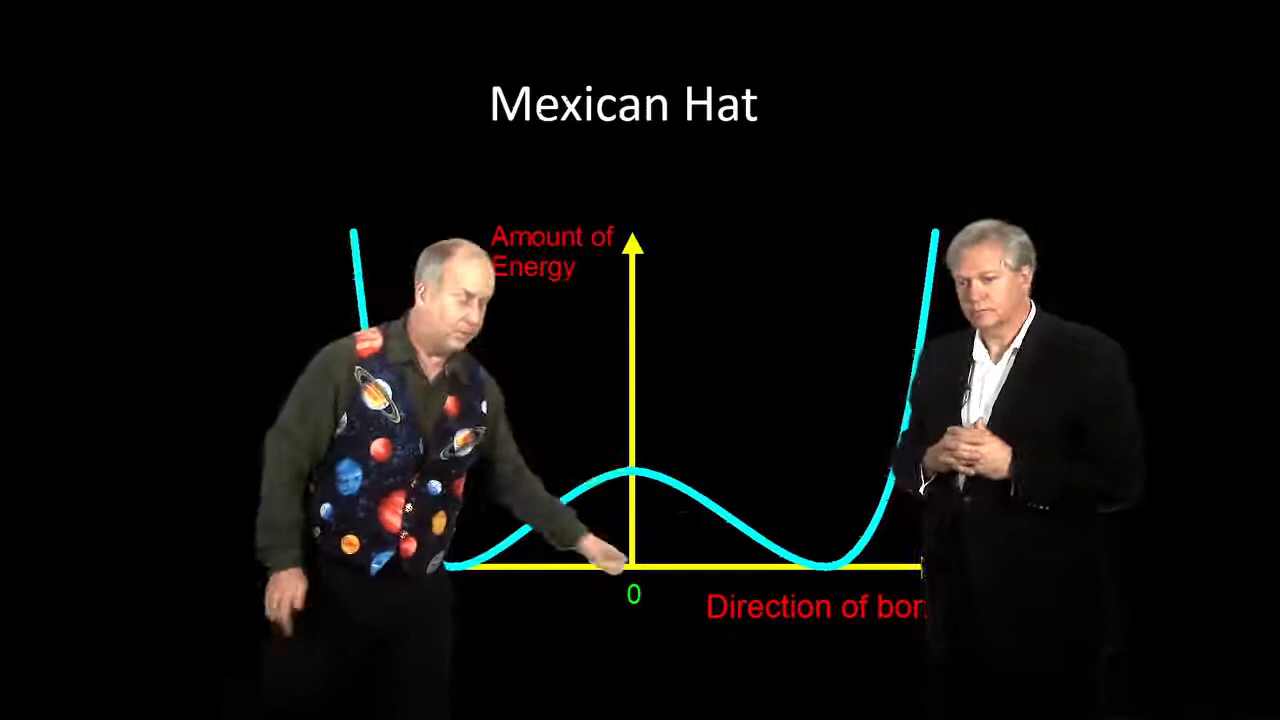 Mexican Hat
Amount of
Energy
0
Direction of